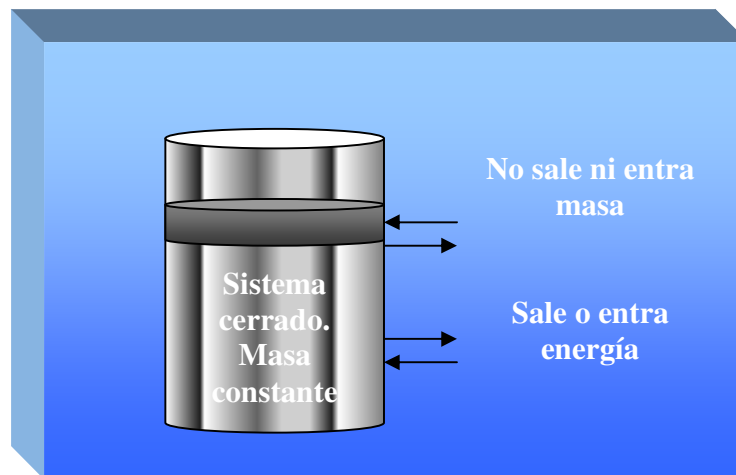 No sale ni entra
masa
Sistema
cerrado.
Masa
constante
Sale o entra
energía